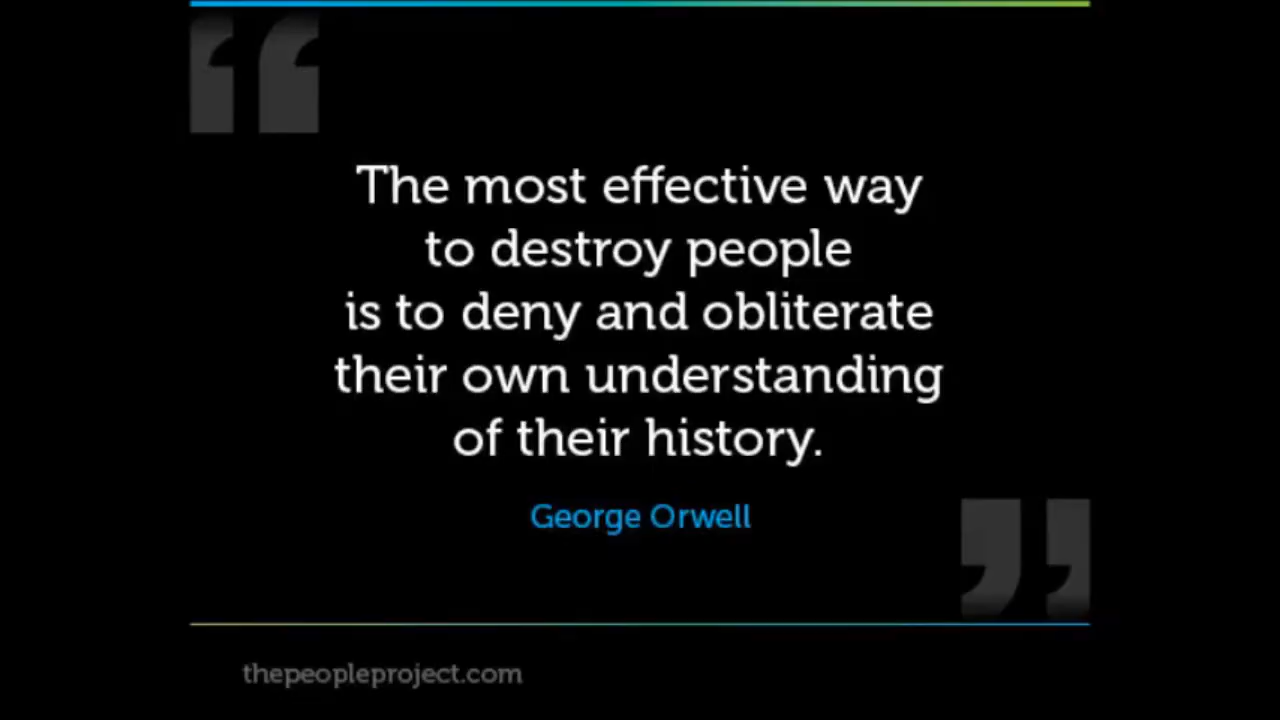 “
The most effective way
to destroy people
is to deny and obliterate
their own understanding
of their history.
George Orwell
”
thepeopleproject.com